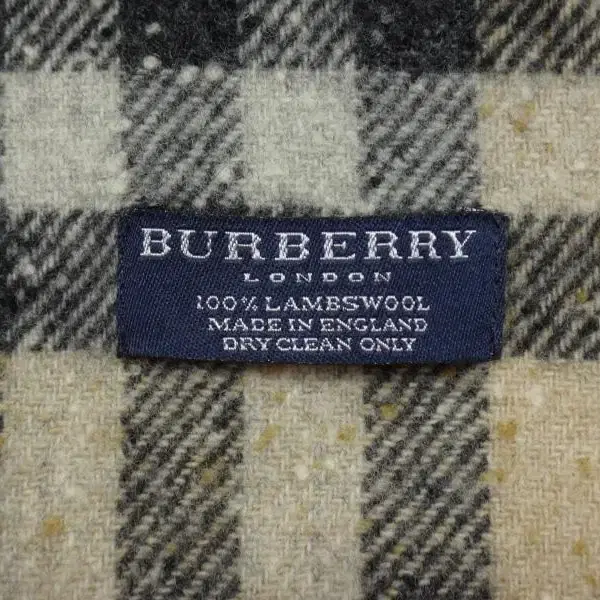 BURBERRY
LONDON
100% LAMBSWOOL
MADE IN ENGLAND
DRY CLEAN ONLY